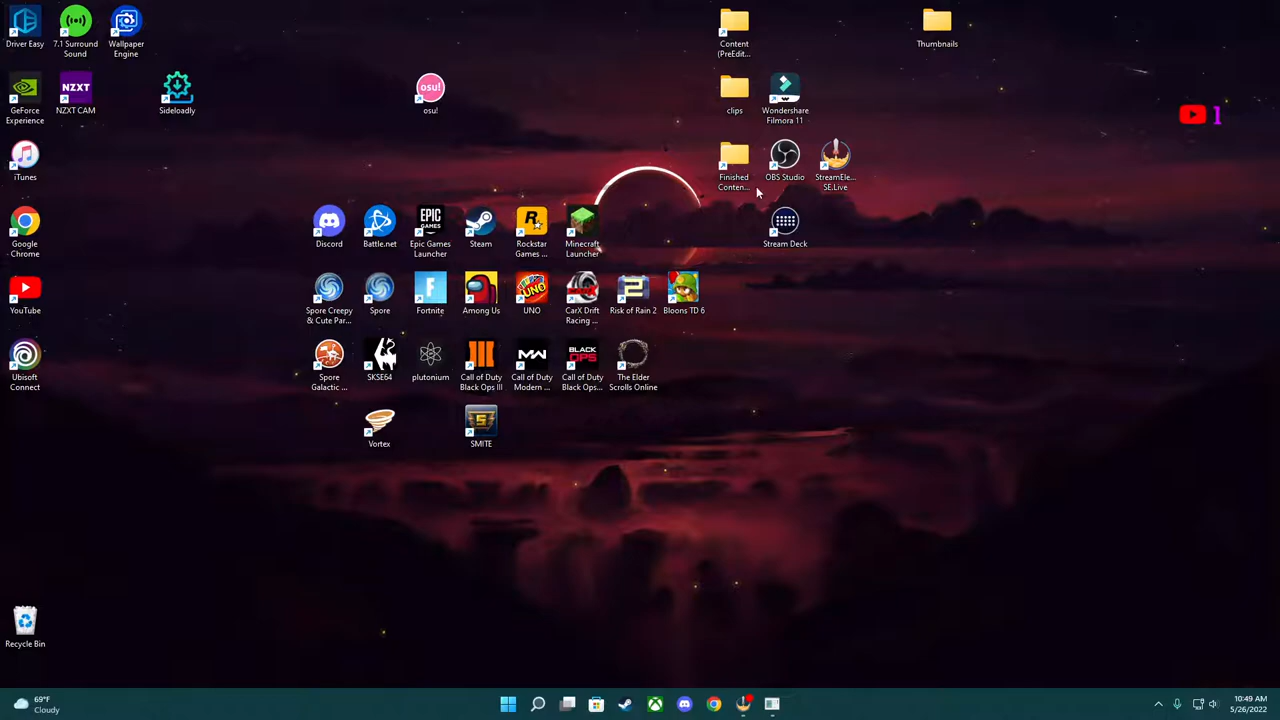 Driver Easy
7.1 Surround
Sound
Wallpaper
Engine
Content
(PreEdit...
Thumbnails
GeForce
Experience
NZXT
NZXT CAM
Sideloadly
osu!
osu!
clips
Wondershare
Filmora 11
1
iTunes
Finished
Conten...
OBS Studio
StreamEle...
SE.Live
Google
Chrome
Discord
Battle.net
EPIC
GAMES
Epic Games
Launcher
Steam
R
Rockstar
Games ...
Minecraft
Launcher
Stream Deck
YouTube
Spore Creepy
& Cute Par...
Spore
F
Fortnite
Among Us
UNO
UNO
CarX Drift
Racing ...
2
Risk of Rain 2
Bloons TD 6
Ubisoft
Connect
Spore
Galactic ...
SKSE64
plutonium
III
Call of Duty
Black Ops III
MW
Call of Duty
Modern ...
BLACK
OPS
Call of Duty
Black Ops...
The Elder
Scrolls Online
Vortex
S
SMITE
Recycle Bin
69°F
Cloudy
10:49 AM
5/26/2022